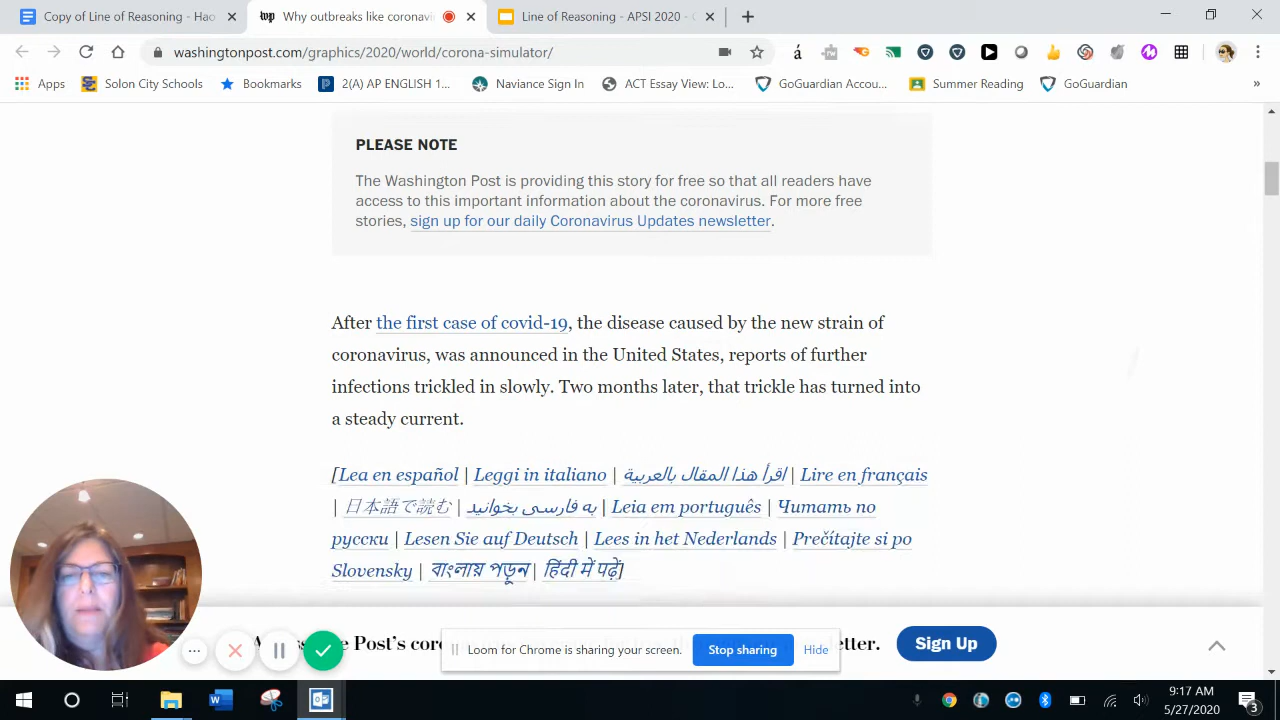 Copy of Line of Reasoning - Hao
Why outbreaks like coronavi
Line of Reasoning - APSI 2020 -
washingtonpost.com/graphics/2020/world/corona-simulator/
Apps
Solon City Schools
Bookmarks
2(A) AP ENGLISH 1...
Naviance Sign In
ACT Essay View: Lo...
GoGuardian Accou...
Summer Reading
GoGuardian
»
PLEASE NOTE
The Washington Post is providing this story for free so that all readers have
access to this important information about the coronavirus. For more free
stories, sign up for our daily Coronavirus Updates newsletter.
After the first case of covid-19, the disease caused by the new strain of
coronavirus, was announced in the United States, reports of further
infections trickled in slowly. Two months later, that trickle has turned into
a steady current.
[Lea en español | Leggi in italiano | اقرأ هذا المقال بالعربية | Lire en français
| 日本語で読む | به فارسی بخوانید | Leia em português | Читать по
русски | Lesen Sie auf Deutsch | Lees in het Nederlands | Prečítajte si po
Slovensky | বাংলায় পড়ুন | हिंदी में पढ़ें]
Post's letter.
Sign Up
Loom for Chrome is sharing your screen.
Stop sharing
Hide
9:17 AM
5/27/2020
3